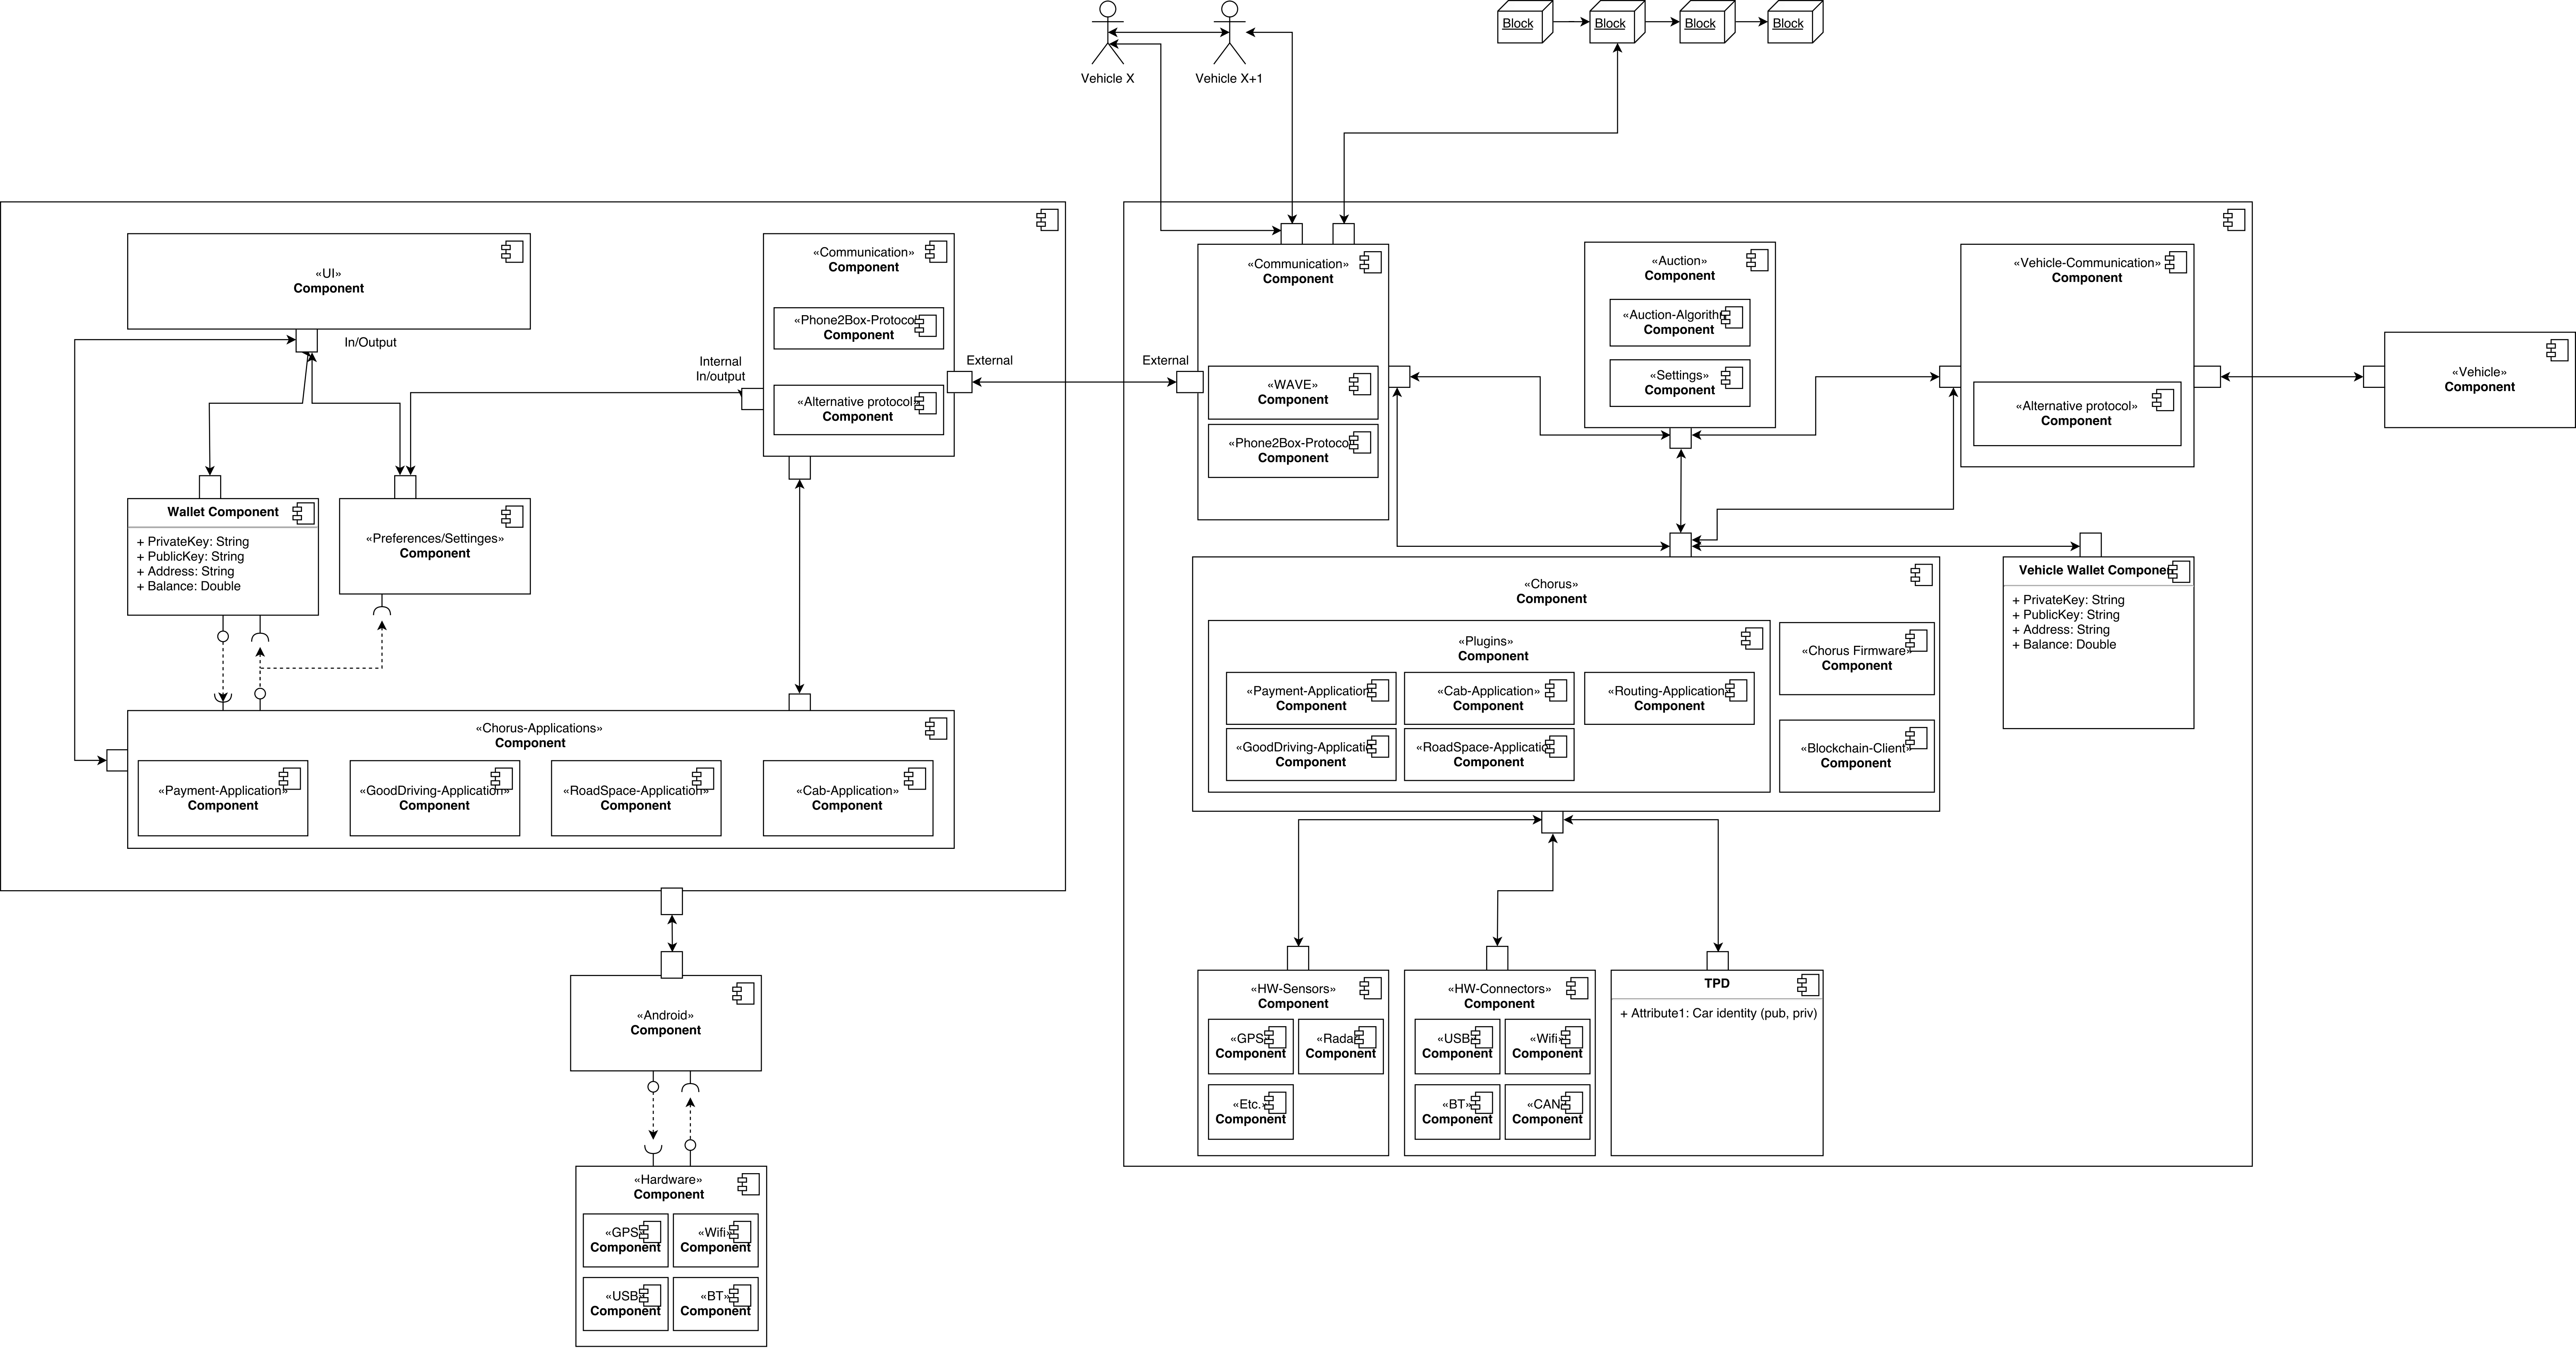 Vehicle X
Vehicle X+1
Block
Block
Block
Block
«UI»
Component
In/Output
«Communication»
Component
«Phone2Box-Protocol
Component
«Alternative protocol»
Component
Internal
In/output
External
Wallet Component
+ PrivateKey: String
+ PublicKey: String
+ Address: String
+ Balance: Double
«Preferences/Settinges»
Component
«Chorus-Applications»
Component
«Payment-Application»
Component
«GoodDriving-Application»
Component
«RoadSpace-Application»
Component
«Cab-Application»
Component
«Android»
Component
«Hardware»
Component
«GPS»
Component
«Wifi»
Component
«USB»
Component
«BT»
Component
External
«Communication»
Component
«WAVE»
Component
«Phone2Box-Protocol
Component
«Auction»
Component
«Auction-Algorith
Component
«Settings»
Component
«Vehicle-Communication»
Component
«Alternative protocol»
Component
«Vehicle»
Component
«Chorus»
Component
«Plugins»
Component
«Payment-Application
Component
«Cab-Application»
Component
«Routing-Application»
Component
«GoodDriving-Applicatio
Component
«RoadSpace-Applicatio
Component
«Chorus Firmware»
Component
«Blockchain-Client»
Component
Vehicle Wallet Componen
+ PrivateKey: String
+ PublicKey: String
+ Address: String
+ Balance: Double
«HW-Sensors»
Component
«GPS»
Component
«Radar
Component
«Etc.»
Component
«HW-Connectors»
Component
«USB»
Component
«Wifi»
Component
«BT»
Component
«CAN»
Component
TPD
+ Attribute1: Car identity (pub, priv)